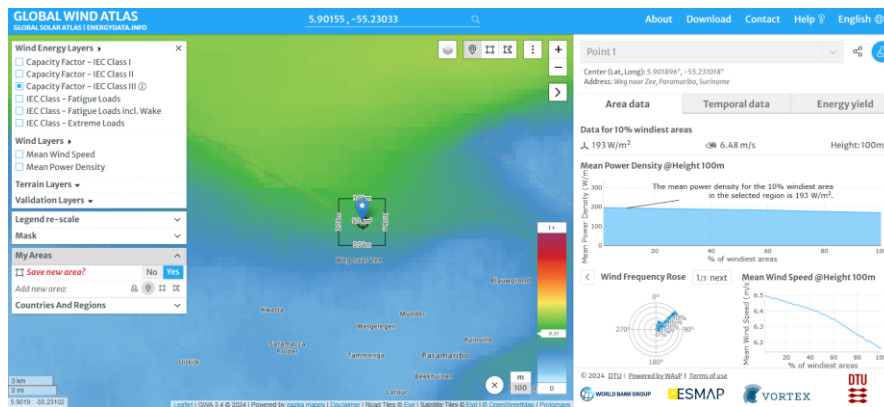 GLOBAL WIND ATLAS
GLOBAL SOLAR ATLAS | ENERGYDATA.INFO
5.90155 , -55.23033
About Download Contact Help English
Wind Energy Layers
Capacity Factor - IEC Class I
Capacity Factor - IEC Class II
Capacity Factor - IEC Class III
IEC Class - Fatigue Loads
IEC Class - Fatigue Loads incl. Wake
IEC Class - Extreme Loads
Wind Layers
Mean Wind Speed
Mean Power Density
Terrain Layers
Validation Layers
Legend re-scale
Mask
My Areas
Save new area? No Yes
Add new area:
Countries And Regions
+
−
Weg naar Zee
Blauwgrond
Kwatta
Munder
Welgelegen
Rainville
Saramacca
Polder
Tammenga
Paramaribo
Uitkijk
Beekhuizen
Latour
1+
0.33
0
m
100
3 km
2 mi
5.9019 : -55.23102
Leaflet | GWA 3.4 © 2024 | Powered by nazka mapps | Disclaimer | Road Tiles © Esri | Satellite Tiles © Esri | © OpenStreetMap | Protomaps
Point 1
Center (Lat, Long): 5.901896°, -55.231018°
Address: Weg naar Zee, Paramaribo, Suriname
Area data Temporal data Energy yield
Data for 10% windiest areas
193 W/m² 6.48 m/s Height: 100m
Mean Power Density @Height 100m
Mean Power Density (W/m
300
200
100
0
The mean power density for the 10% windiest area
in the selected region is 193 W/m².
20 40 60 80 100
% of windiest areas
Wind Frequency Rose 1/3 next
0°
90°
180°
270°
Mean Wind Speed @Height 100m
Mean Wind Speed (m/s)
6.5
6.4
6.3
6.2
20 40 60 80 100
% of windiest areas
© 2024 DTU | Powered by WAsP | Terms of use
WORLD BANK GROUP
ESMAP
VORTEX
DTU